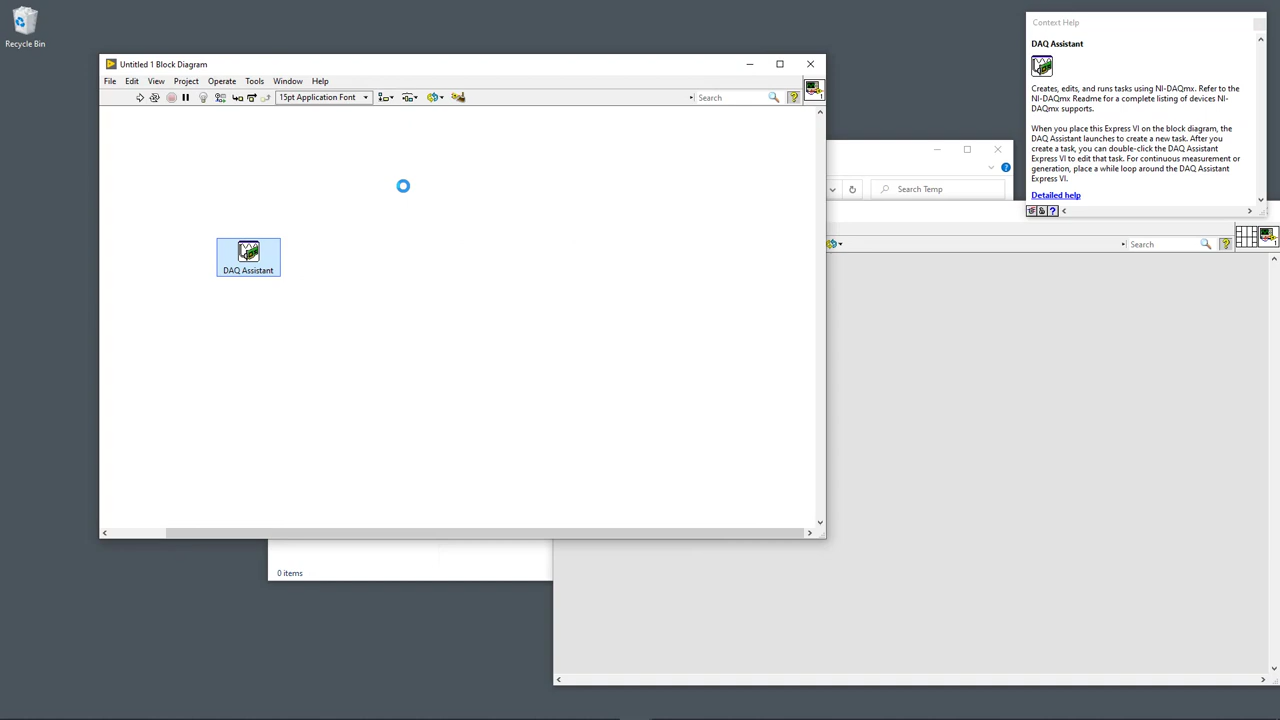 Recycle Bin
Untitled 1 Block Diagram
File Edit View Project Operate Tools Window Help
15pt Application Font
Search
DAQ Assistant
Search Temp
Search
0 items
Context Help
DAQ Assistant
Creates, edits, and runs tasks using NI-DAQmx. Refer to the
NI-DAQmx Readme for a complete listing of devices NI-
DAQmx supports.
When you place this Express VI on the block diagram, the
DAQ Assistant launches to create a new task. After you
create a task, you can double-click the DAQ Assistant
Express VI to edit that task. For continuous measurement or
generation, place a while loop around the DAQ Assistant
Express VI.
Detailed help